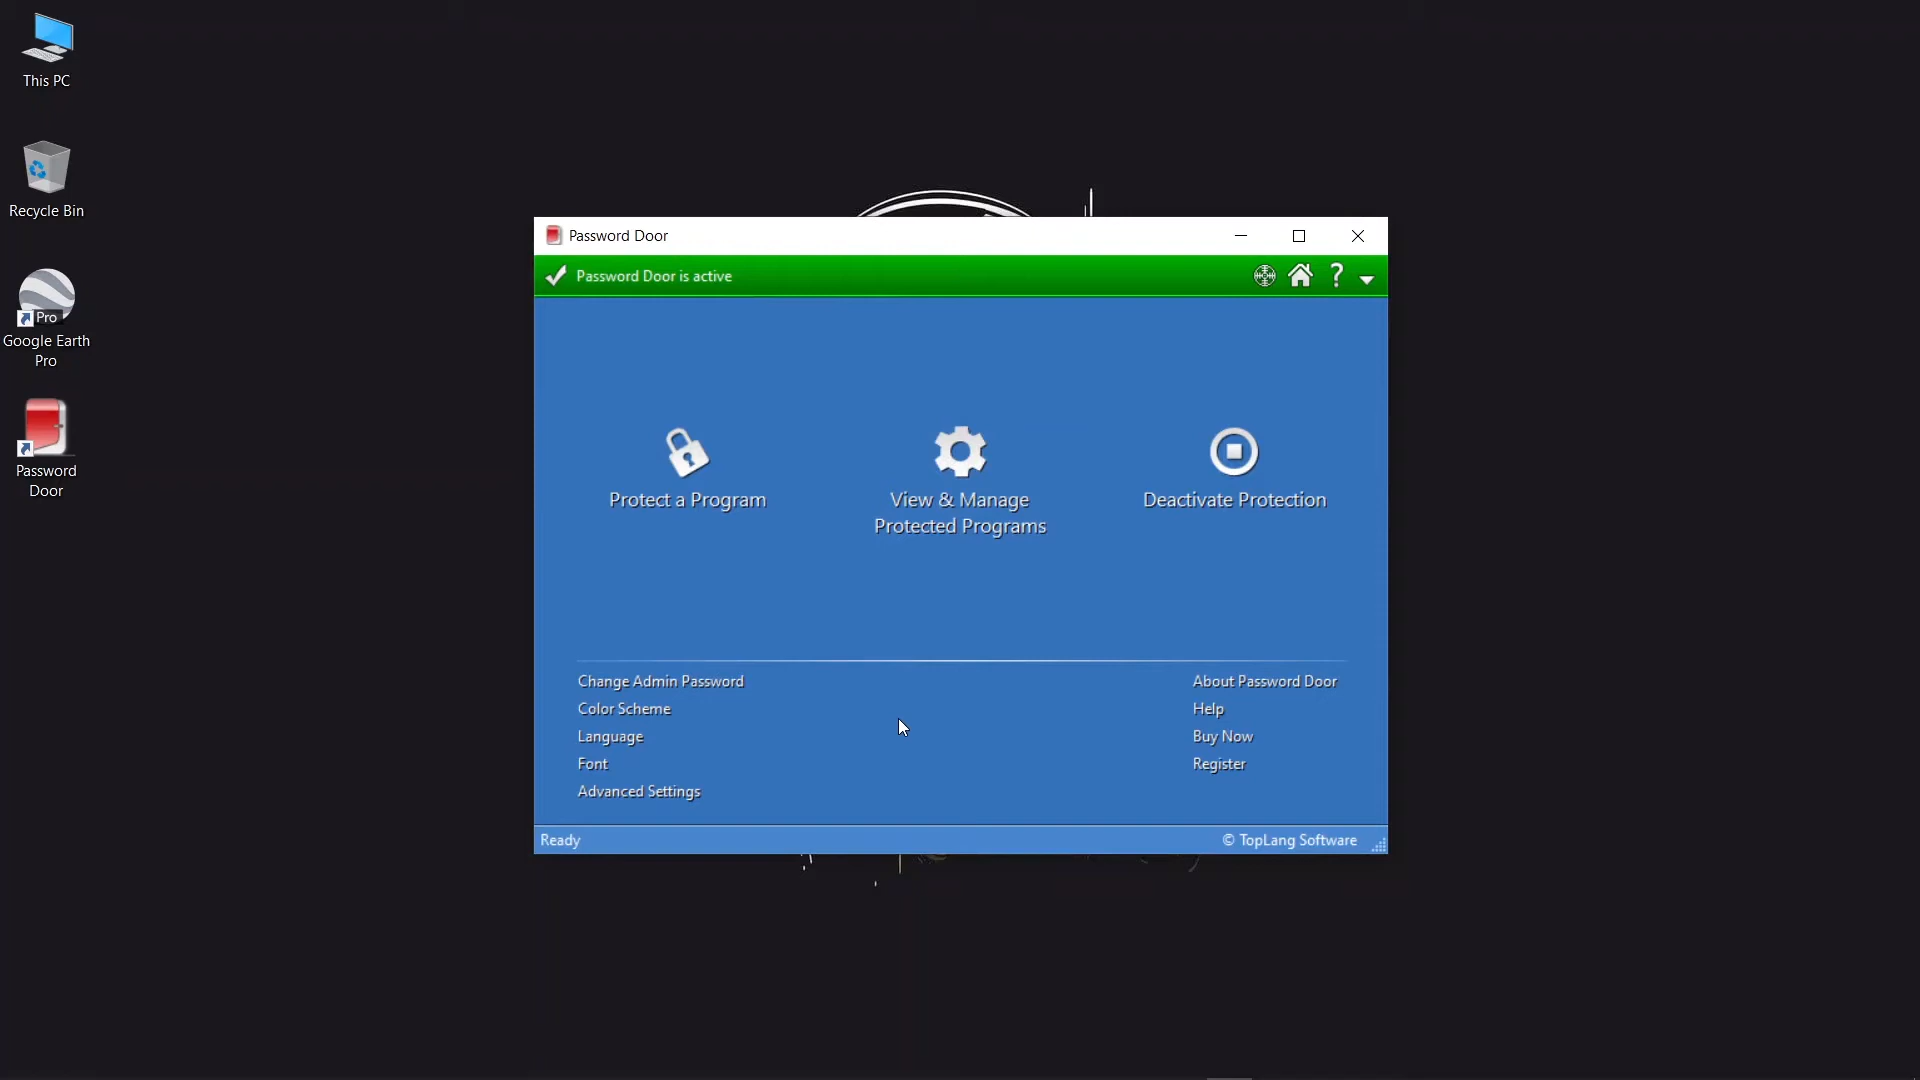 This PC
Recycle Bin
Pro
Google Earth
Pro
Password
Door
Password Door
Password Door is active
?
Protect a Program
View & Manage
Protected Programs
Deactivate Protection
Change Admin Password
Color Scheme
Language
Font
Advanced Settings
About Password Door
Help
Buy Now
Register
Ready
© TopLang Software